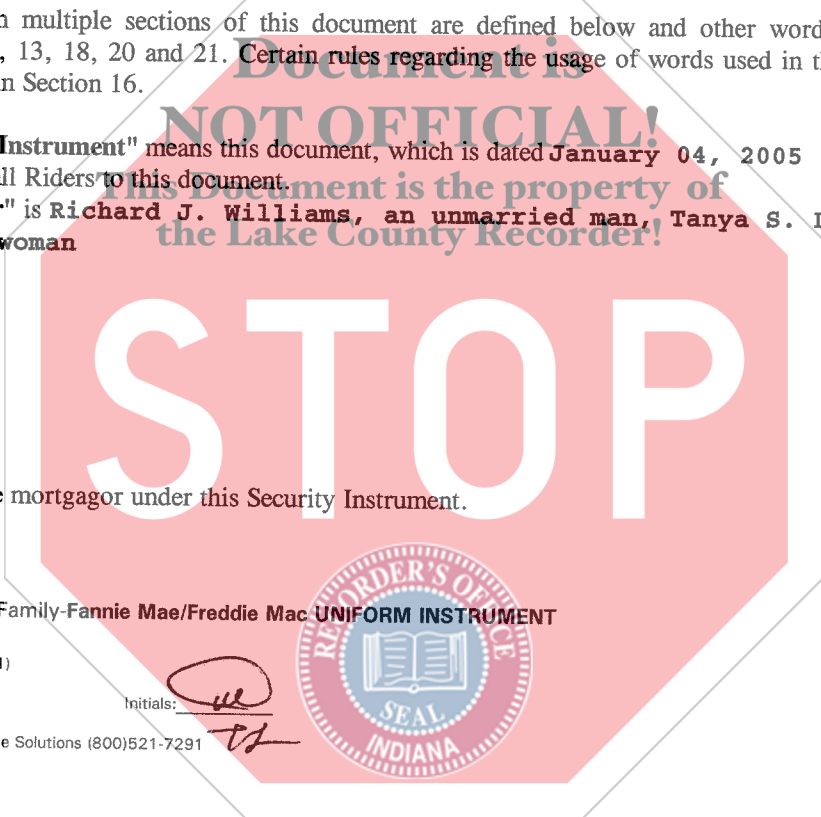 multiple sections of this document are defined below and other word
, 13, 18, 20 and 21. Certain rules regarding the usage of words used in
n Section 16.
Document is
NOT OFFICIAL!
Instrument" means this document, which is dated January 04, 2005
ll Riders to this document.
This Document is the property of
" is Richard J. Williams, an unmarried man, Tanya S.
the Lake County Recorder!
woman
STOP
mortgagor under this Security Instrument.
Family-Fannie Mae/Freddie Mac UNIFORM INSTRUMENT
Initials:
e Solutions (800)521-7291
TL
RECORDER'S OFFICE
SEAL
INDIANA